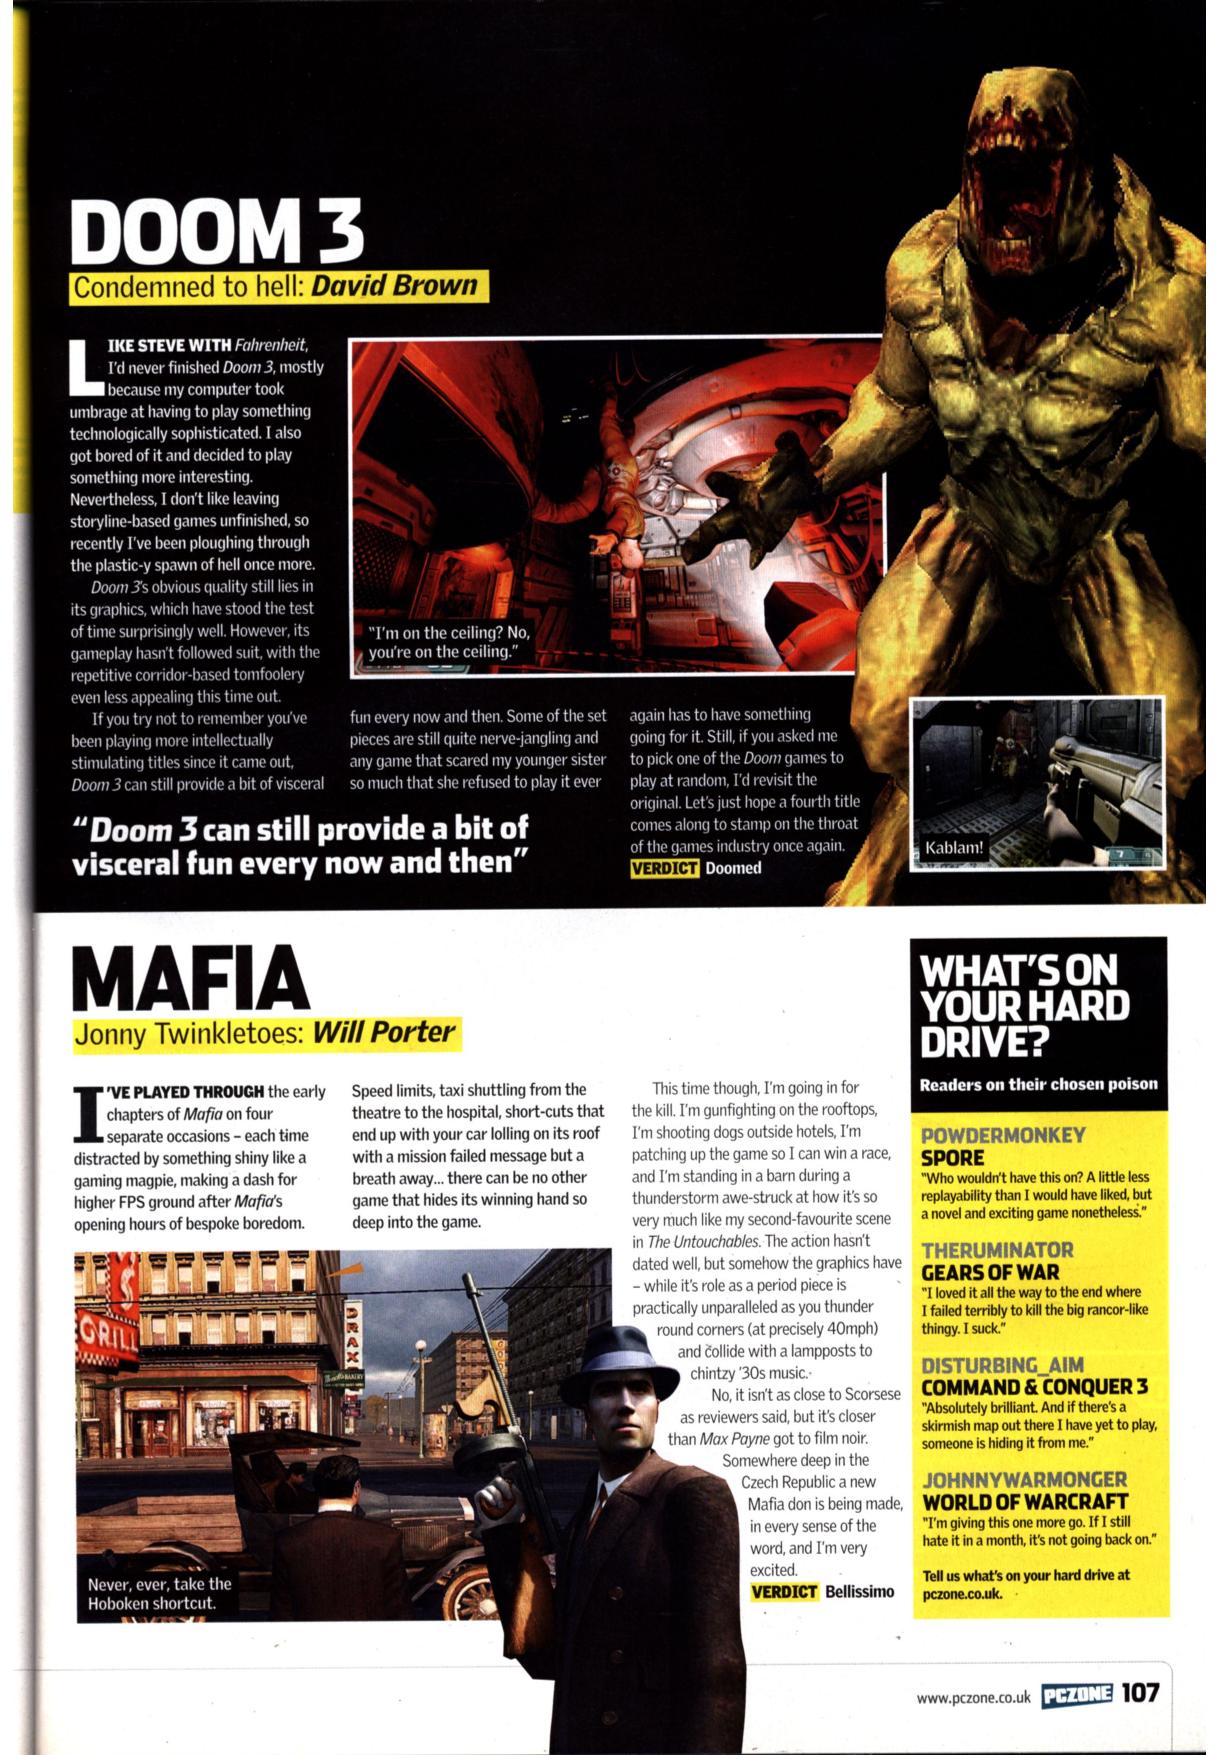 DOOM 3
Condemned to hell: David Brown
LIKE STEVE WITH Fahrenheit,
I'd never finished Doom 3, mostly
because my computer took
umbrage at having to play something
technologically sophisticated. I also
got bored of it and decided to play
something more interesting.
Nevertheless, I don't like leaving
storyline-based games unfinished, so
recently I've been ploughing through
the plastic-y spawn of hell once more.
Doom 3's obvious quality still lies in
its graphics, which have stood the test
of time surprisingly well. However, its
gameplay hasn't followed suit, with the
repetitive corridor-based tomfoolery
even less appealing this time out.
If you try not to remember you've
been playing more intellectually
stimulating titles since it came out,
Doom 3 can still provide a bit of visceral
"I'm on the ceiling? No,
you're on the ceiling."
fun every now and then. Some of the set
pieces are still quite nerve-jangling and
any game that scared my younger sister
so much that she refused to play it ever
again has to have something
going for it. Still, if you asked me
to pick one of the Doom games to
play at random, I'd revisit the
original. Let's just hope a fourth title
comes along to stamp on the throat
of the games industry once again.
VERDICT Doomed
"Doom 3 can still provide a bit of
visceral fun every now and then"
Kablam!
MAFIA
Jonny Twinkletoes: Will Porter
I'VE PLAYED THROUGH the early
chapters of Mafia on four
separate occasions – each time
distracted by something shiny like a
gaming magpie, making a dash for
higher FPS ground after Mafia's
opening hours of bespoke boredom.
Speed limits, taxi shuttling from the
theatre to the hospital, short-cuts that
end up with your car lolling on its roof
with a mission failed message but a
breath away... there can be no other
game that hides its winning hand so
deep into the game.
GRILL
DRAX
BAKERY
Never, ever, take the
Hoboken shortcut.
This time though, I'm going in for
the kill. I'm gunfighting on the rooftops,
I'm shooting dogs outside hotels, I'm
patching up the game so I can win a race,
and I'm standing in a barn during a
thunderstorm awe-struck at how it's so
very much like my second-favourite scene
in The Untouchables. The action hasn't
dated well, but somehow the graphics have
– while it's role as a period piece is
practically unparalleled as you thunder
round corners (at precisely 40mph)
and collide with a lampposts to
chintzy '30s music.
No, it isn't as close to Scorsese
as reviewers said, but it's closer
than Max Payne got to film noir.
Somewhere deep in the
Czech Republic a new
Mafia don is being made,
in every sense of the
word, and I'm very
excited.
VERDICT Bellissimo
WHAT'S ON
YOUR HARD
DRIVE?
Readers on their chosen poison
POWDERMONKEY
SPORE
"Who wouldn't have this on? A little less
replayability than I would have liked, but
a novel and exciting game nonetheless."
THERUMINATOR
GEARS OF WAR
"I loved it all the way to the end where
I failed terribly to kill the big rancor-like
thingy. I suck."
DISTURBING_AIM
COMMAND & CONQUER 3
"Absolutely brilliant. And if there's a
skirmish map out there I have yet to play,
someone is hiding it from me."
JOHNNYWARMONGER
WORLD OF WARCRAFT
"I'm giving this one more go. If I still
hate it in a month, it's not going back on."
Tell us what's on your hard drive at
pczone.co.uk.
www.pczone.co.uk PCZONE 107